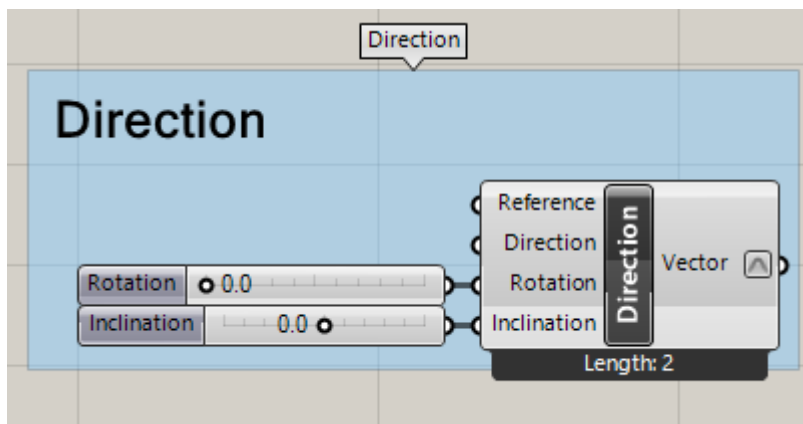 Direction
Direction
Reference
Direction
Rotation 0.0 Rotation
Inclination 0.0 Inclination
Direction
Vector
Length: 2